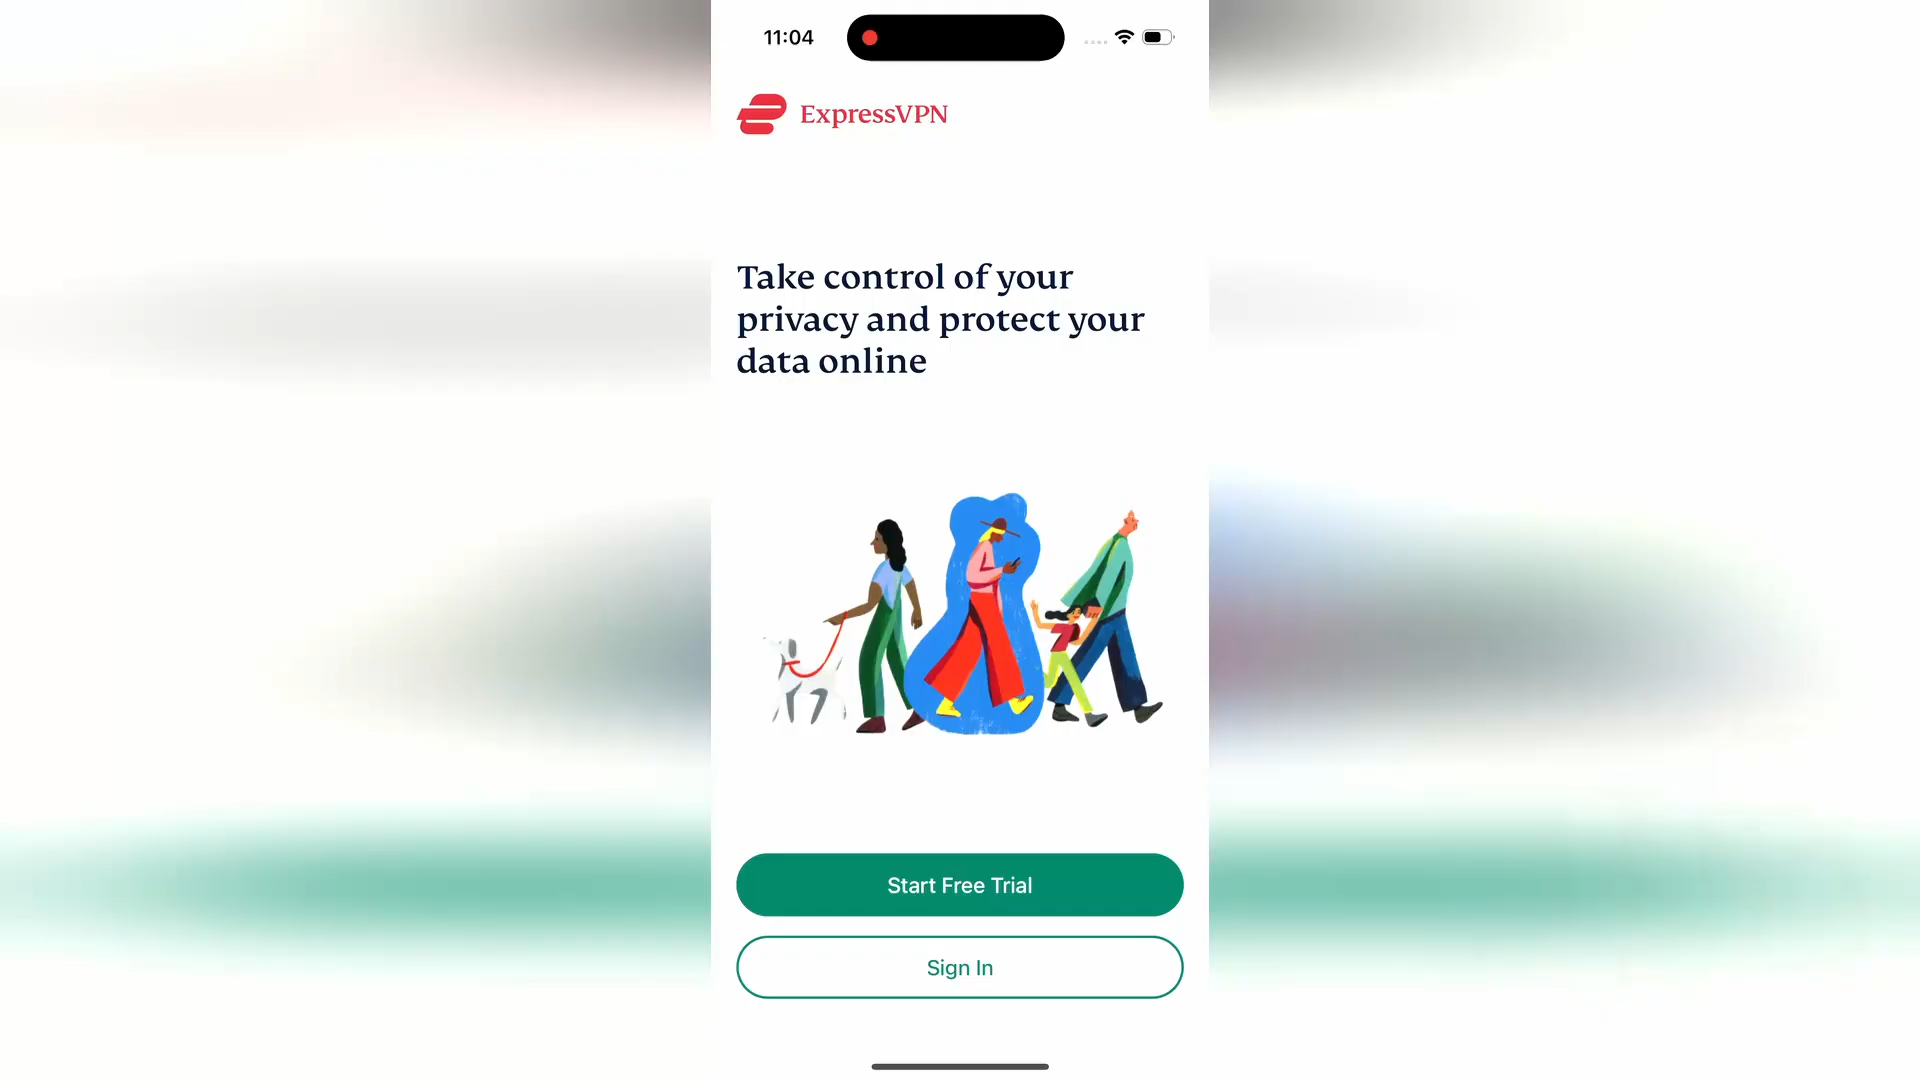 11:04
ExpressVPN
Take control of your
privacy and protect your
data online
Start Free Trial
Sign In